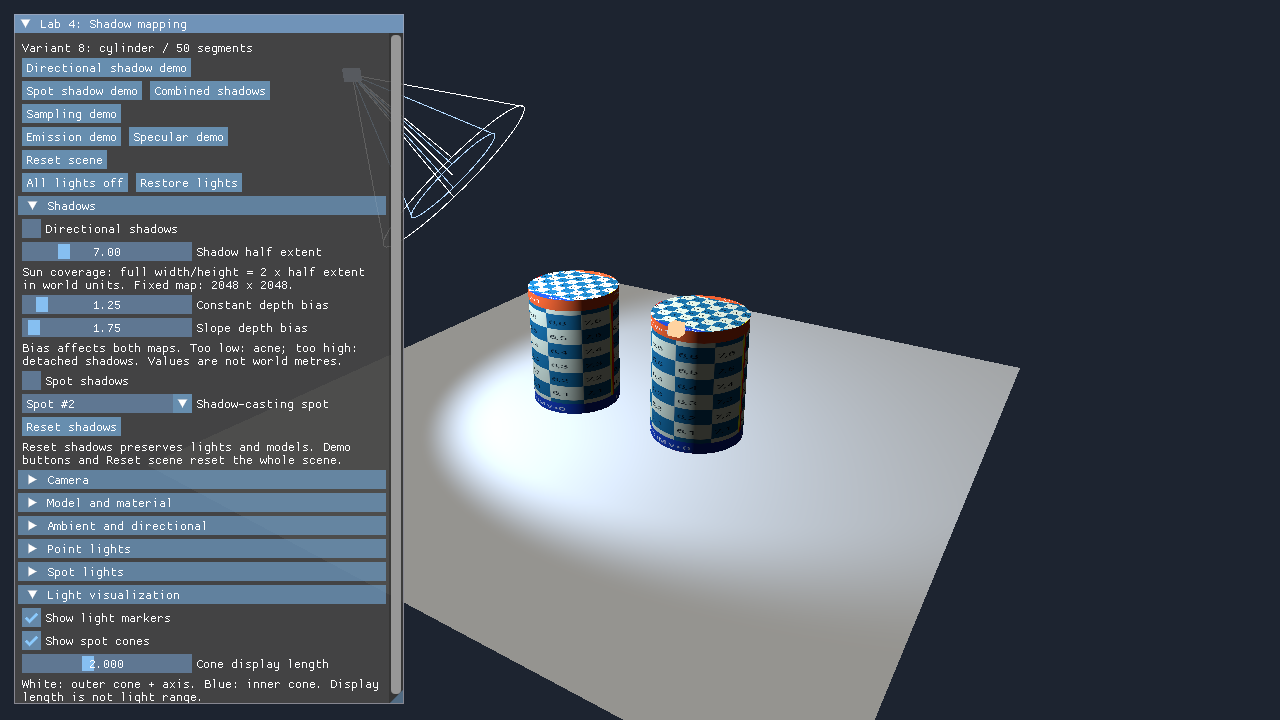 Lab 4: Shadow mapping
Variant 8: cylinder / 50 segments
Directional shadow demo
Spot shadow demo Combined shadows
Sampling demo
Emission demo Specular demo
Reset scene
All lights off Restore lights
Shadows
Directional shadows
7.00 Shadow half extent
Sun coverage: full width/height = 2 x half extent
in world units. Fixed map: 2048 x 2048.
1.25 Constant depth bias
1.75 Slope depth bias
Bias affects both maps. Too low: acne; too high:
detached shadows. Values are not world metres.
Spot shadows
Spot #2 Shadow-casting spot
Reset shadows
Reset shadows preserves lights and models. Demo
buttons and Reset scene reset the whole scene.
Camera
Model and material
Ambient and directional
Point lights
Spot lights
Light visualization
Show light markers
Show spot cones
2.000 Cone display length
White: outer cone + axis. Blue: inner cone. Display
length is not light range.